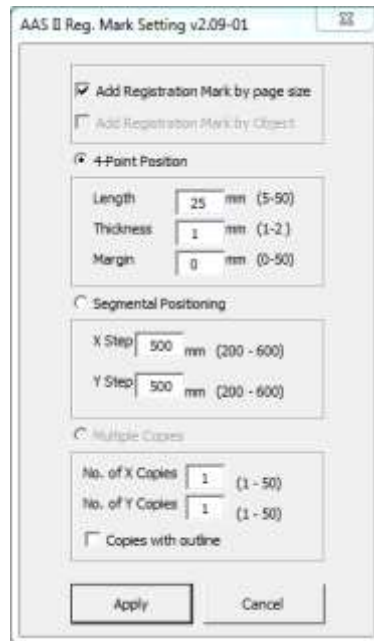 AAS II Reg. Mark Setting v2.09-01
Add Registration Mark by page size
Add Registration Mark by Object
4-Point Position
Length 25 mm (5-50)
Thickness 1 mm (1-2 )
Margin 0 mm (0-50)
Segmental Positioning
X Step 500 mm (200 - 600)
Y Step 500 mm (200 - 600)
Multiple Copies
No. of X Copies 1 (1 - 50)
No. of Y Copies 1 (1 - 50)
Copies with outline
Apply Cancel